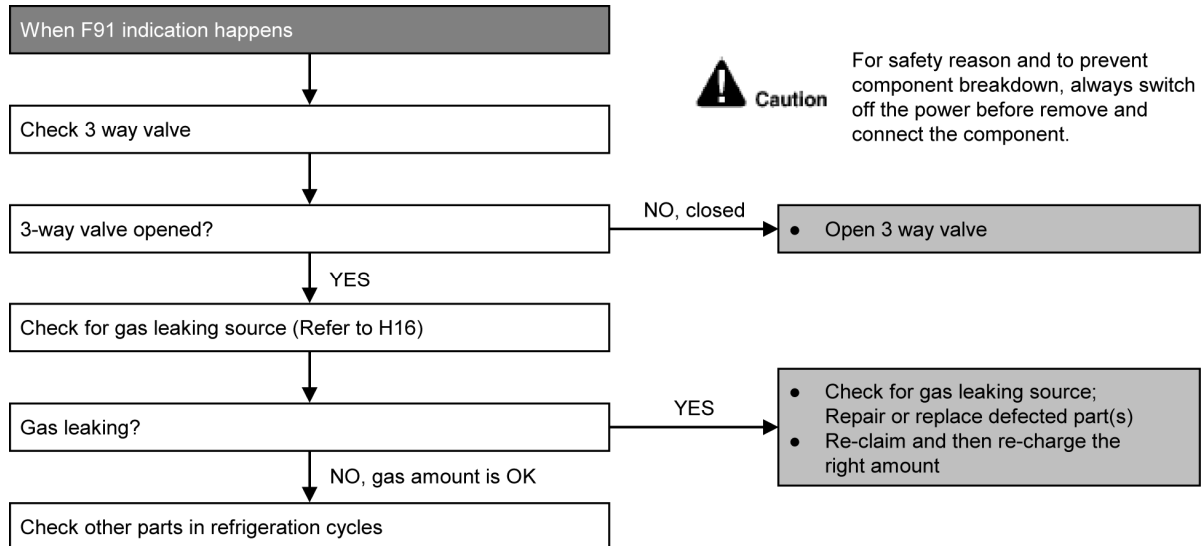 When F91 indication happens
For safety reason and to prevent
component breakdown, always switch
off the power before remove and
connect the component.
Caution
Check 3 way valve
3-way valve opened?
NO, closed
● Open 3 way valve
YES
Check for gas leaking source (Refer to H16)
Gas leaking?
YES
● Check for gas leaking source;
Repair or replace defected part(s)
● Re-claim and then re-charge the
right amount
NO, gas amount is OK
Check other parts in refrigeration cycles